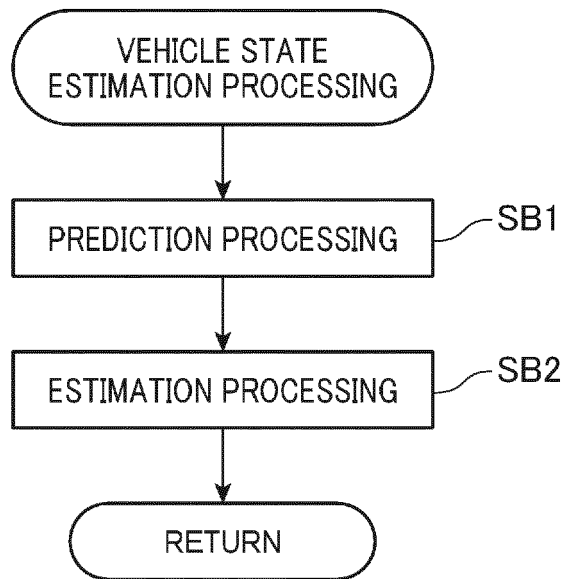 VEHICLE STATE
ESTIMATION PROCESSING
PREDICTION PROCESSING
SB1
ESTIMATION PROCESSING
SB2
RETURN